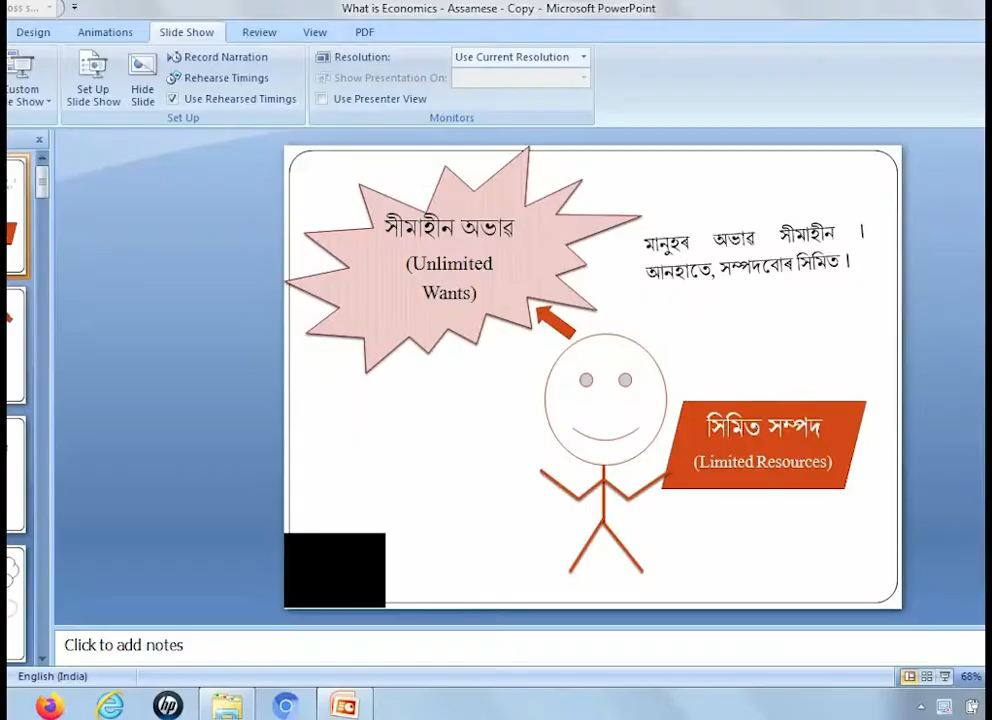 What is Economics - Assamese - Copy - Microsoft PowerPoint
Design Animations Slide Show Review View PDF
Record Narration
Resolution: Use Current Resolution
Rehearse Timings
Show Presentation On:
Custom
Set Up
Hide
Slide Show
Slide
Use Rehearsed Timings
Use Presenter View
Set Up
Monitors
সীমাহীন অভাৱ
(Unlimited
Wants)
মানুহৰ অভাৱ সীমাহীন ।
আনহাতে, সম্পদবোৰ সিমিত ।
সিমিত সম্পদ
(Limited Resources)
Click to add notes
English (India)
68%
hp